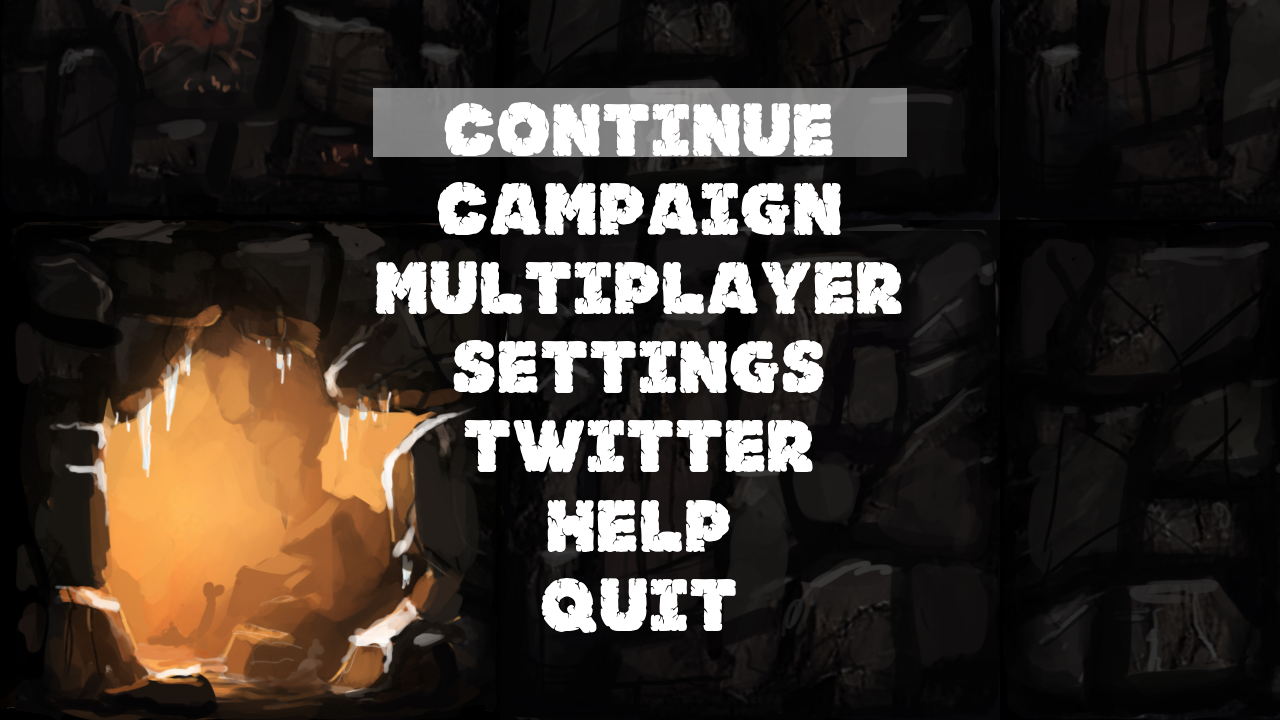 CONTINUE
CAMPAIGN
MULTIPLAYER
SETTINGS
TWITTER
HELP
QUIT